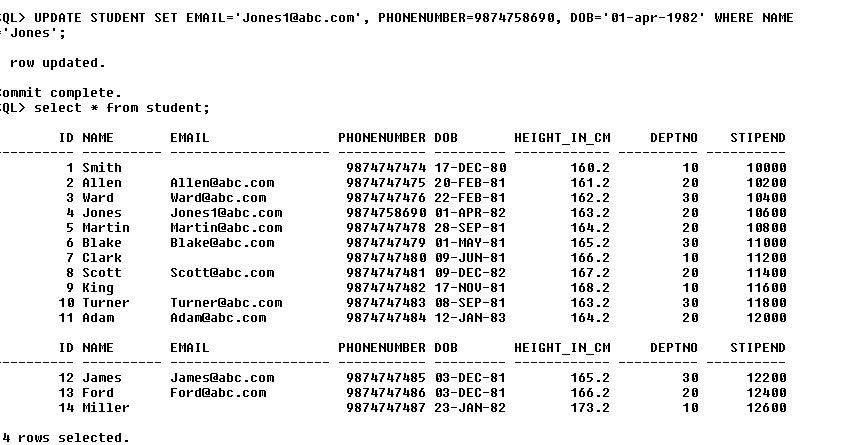 SQL> UPDATE STUDENT SET EMAIL='Jones1@abc.com', PHONENUMBER=9874758690, DOB='01-apr-1982' WHERE NAME
='Jones';
row updated.
Commit complete.
SQL> select * from student;
ID NAME EMAIL PHONENUMBER DOB HEIGHT_IN_CM DEPTNO STIPEND
---------- ---------- -------------------- ----------- --------- ------------ ---------- ----------
1 Smith 9874747474 17-DEC-80 160.2 10 10000
2 Allen Allen@abc.com 9874747475 20-FEB-81 161.2 20 10200
3 Ward Ward@abc.com 9874747476 22-FEB-81 162.2 30 10400
4 Jones Jones1@abc.com 9874758690 01-APR-82 163.2 20 10600
5 Martin Martin@abc.com 9874747478 28-SEP-81 164.2 20 10800
6 Blake Blake@abc.com 9874747479 01-MAY-81 165.2 30 11000
7 Clark 9874747480 09-JUN-81 166.2 10 11200
8 Scott Scott@abc.com 9874747481 09-DEC-82 167.2 20 11400
9 King 9874747482 17-NOV-81 168.2 10 11600
10 Turner Turner@abc.com 9874747483 08-SEP-81 163.2 30 11800
11 Adam Adam@abc.com 9874747484 12-JAN-83 164.2 20 12000
ID NAME EMAIL PHONENUMBER DOB HEIGHT_IN_CM DEPTNO STIPEND
---------- ---------- -------------------- ----------- --------- ------------ ---------- ----------
12 James James@abc.com 9874747485 03-DEC-81 165.2 30 12200
13 Ford Ford@abc.com 9874747486 03-DEC-81 166.2 20 12400
14 Miller 9874747487 23-JAN-82 173.2 10 12600
4 rows selected.